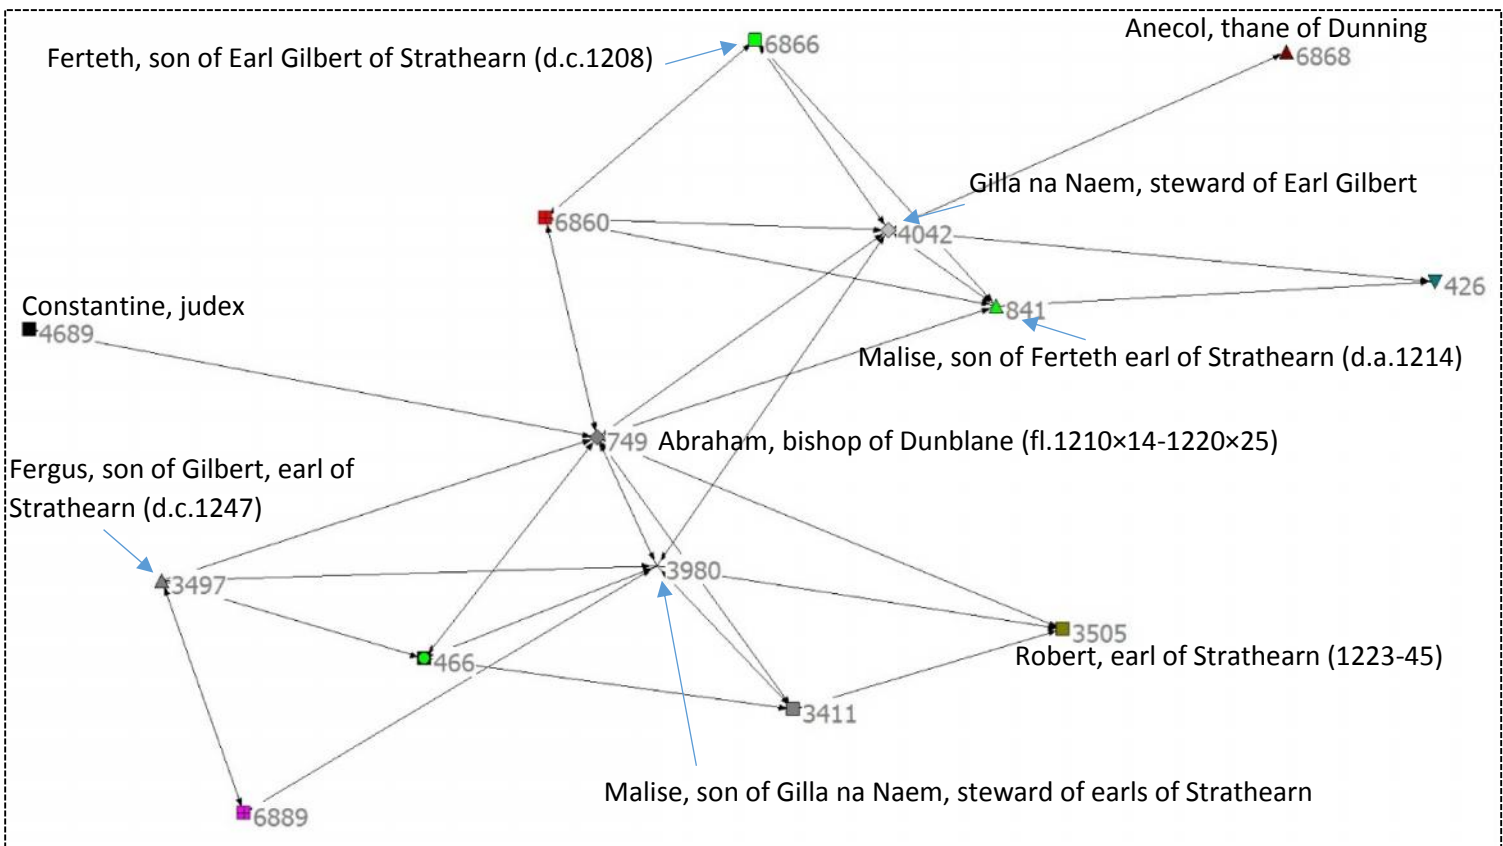 Anecol, thane of Dunning
Ferteth, son of Earl Gilbert of Strathearn (d.c.1208)
6866
6868
Gilla na Naem, steward of Earl Gilbert
6860
4042
426
Constantine, judex
4689
841
Malise, son of Ferteth earl of Strathearn (d.a.1214)
749
Abraham, bishop of Dunblane (fl.1210×14-1220×25)
Fergus, son of Gilbert, earl of
Strathearn (d.c.1247)
3497
3980
3505
Robert, earl of Strathearn (1223-45)
466
3411
Malise, son of Gilla na Naem, steward of earls of Strathearn
6889